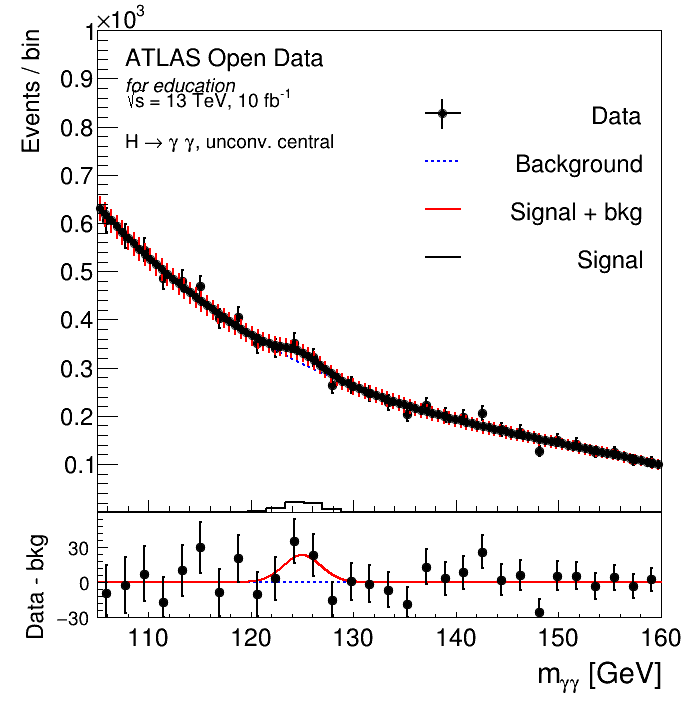 1×10³
Events / bin
ATLAS Open Data
for education
√s = 13 TeV, 10 fb⁻¹
H → γ γ, unconv. central
Data
Background
Signal + bkg
Signal
0.9
0.8
0.7
0.6
0.5
0.4
0.3
0.2
0.1
Data - bkg
30
0
−30
110 120 130 140 150 160
mγγ [GeV]